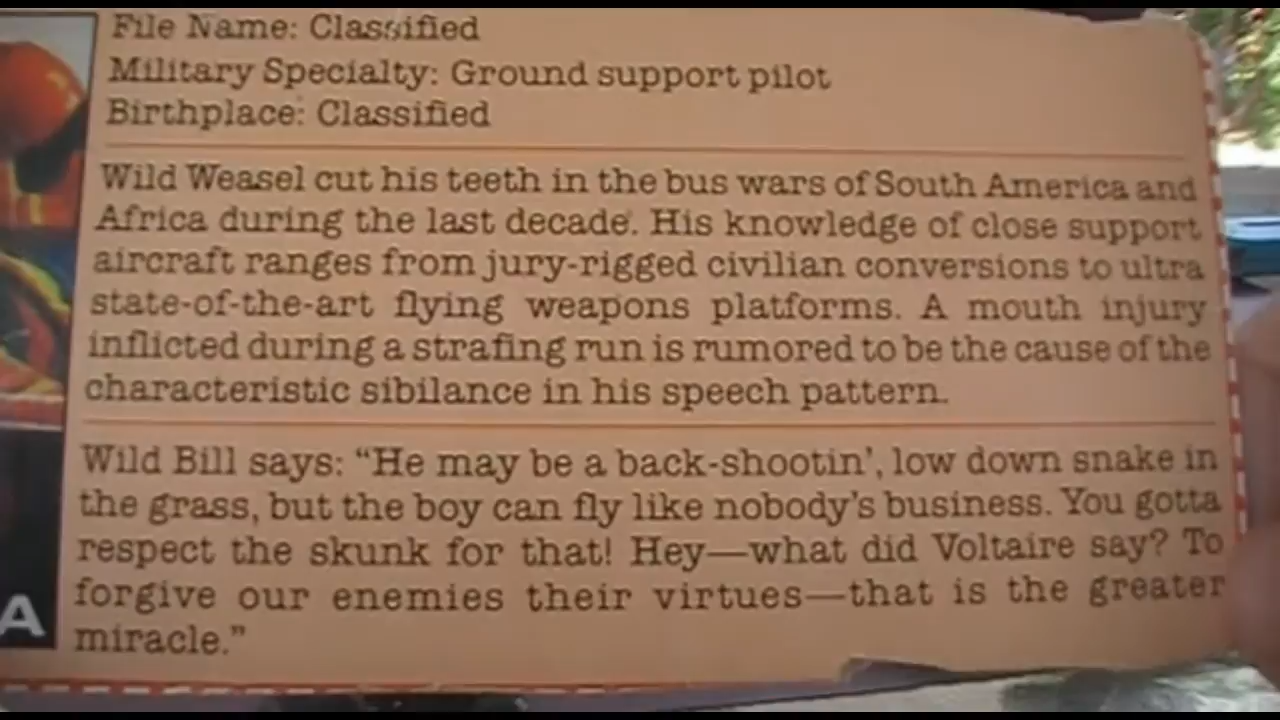 File Name: Classified
Military Specialty: Ground support pilot
Birthplace: Classified
Wild Weasel cut his teeth in the bus wars of South America and
Africa during the last decade. His knowledge of close support
aircraft ranges from jury-rigged civilian conversions to ultra
state-of-the-art flying weapons platforms. A mouth injury
inflicted during a strafing run is rumored to be the cause of the
characteristic sibilance in his speech pattern.
Wild Bill says: “He may be a back-shootin’, low down snake in
the grass, but the boy can fly like nobody’s business. You gotta
respect the skunk for that! Hey—what did Voltaire say? To
forgive our enemies their virtues—that is the greater
miracle.”
A